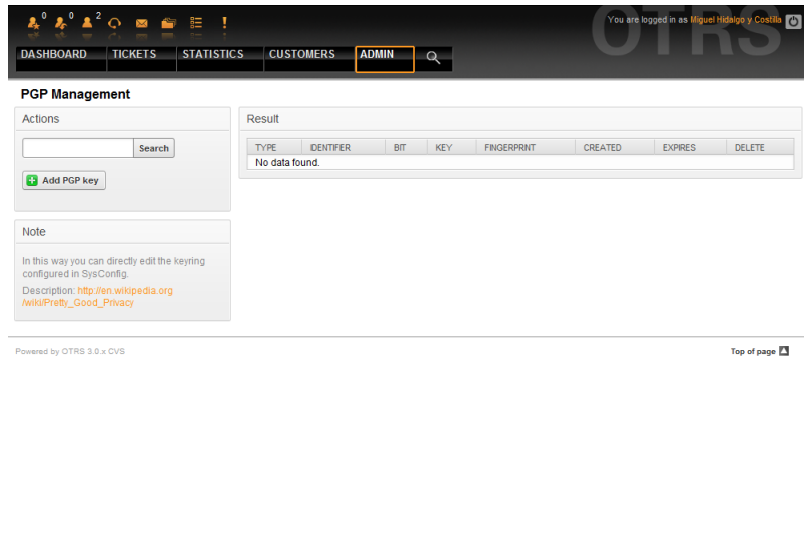 0 0 2
You are logged in as Miguel Hidalgo y Costilla
OTRS
DASHBOARD TICKETS STATISTICS CUSTOMERS ADMIN
PGP Management
Actions
Search
Add PGP key
Note
In this way you can directly edit the keyring
configured in SysConfig.
Description: http://en.wikipedia.org
/wiki/Pretty_Good_Privacy
Result
TYPE IDENTIFIER BIT KEY FINGERPRINT CREATED EXPIRES DELETE
No data found.
Powered by OTRS 3.0.x CVS
Top of page